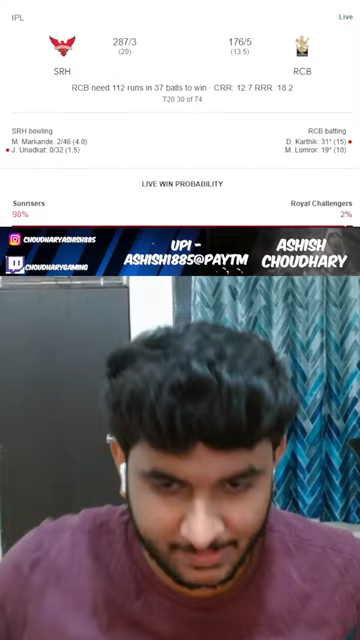 IPL
Live
287/3
(20)
176/5
(13.5)
SRH
RCB
RCB need 112 runs in 37 balls to win · CRR: 12.7 RRR: 18.2
T20 30 of 74
SRH bowling
RCB batting
M. Markande: 2/46 (4.0)
D. Karthik: 31* (15)
J. Unadkat: 0/32 (1.5)
M. Lomror: 19* (10)
LIVE WIN PROBABILITY
Sunrisers
Royal Challengers
98%
2%
CHOUDHARYASHISH885
CHOUDHARYGAMING
UPI -
ASHISH1885@PAYTM
ASHISH
CHOUDHARY